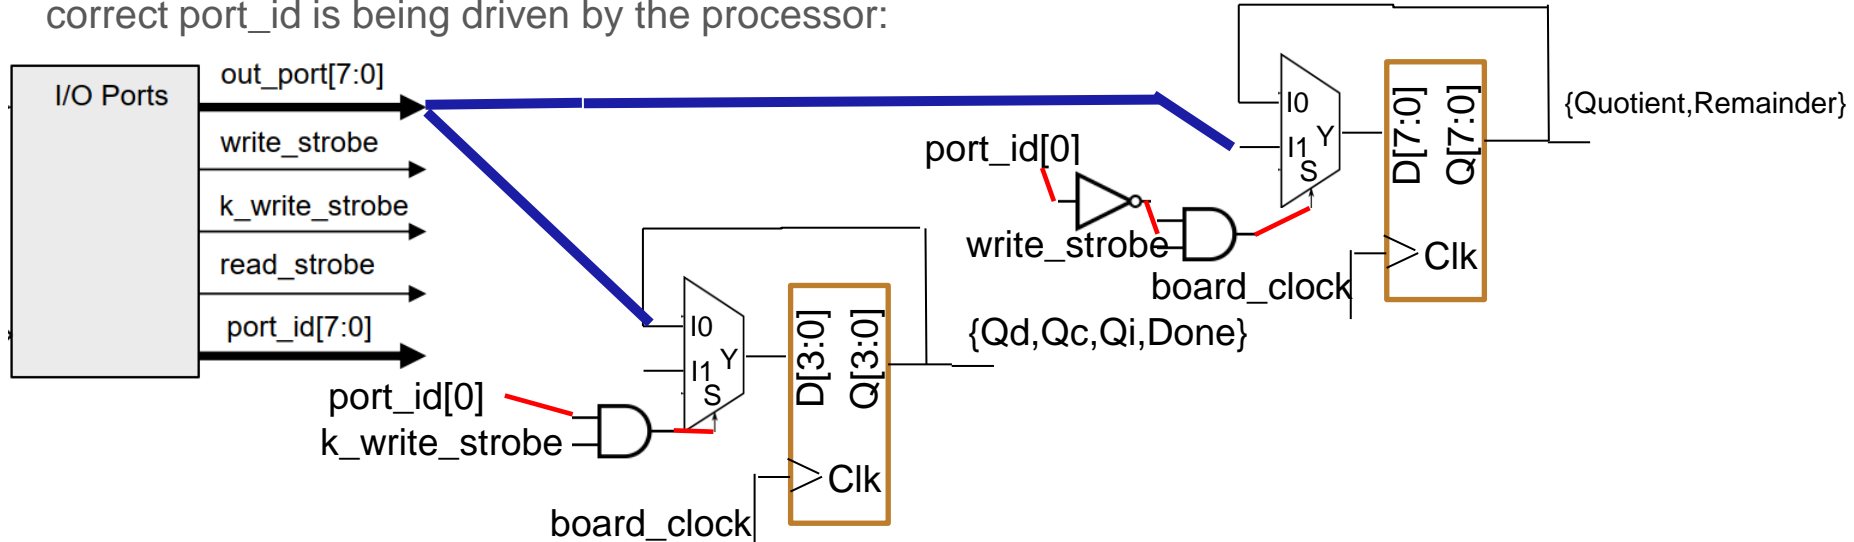 correct port_id is being driven by the processor:
I/O Ports
out_port[7:0]
write_strobe
k_write_strobe
read_strobe
port_id[7:0]
port_id[0]
write_strobe
board_clock
I0
I1
Y
S
D[7:0]
Q[7:0]
Clk
{Quotient,Remainder}
port_id[0]
k_write_strobe
board_clock
I0
I1
Y
S
D[3:0]
Q[3:0]
Clk
{Qd,Qc,Qi,Done}